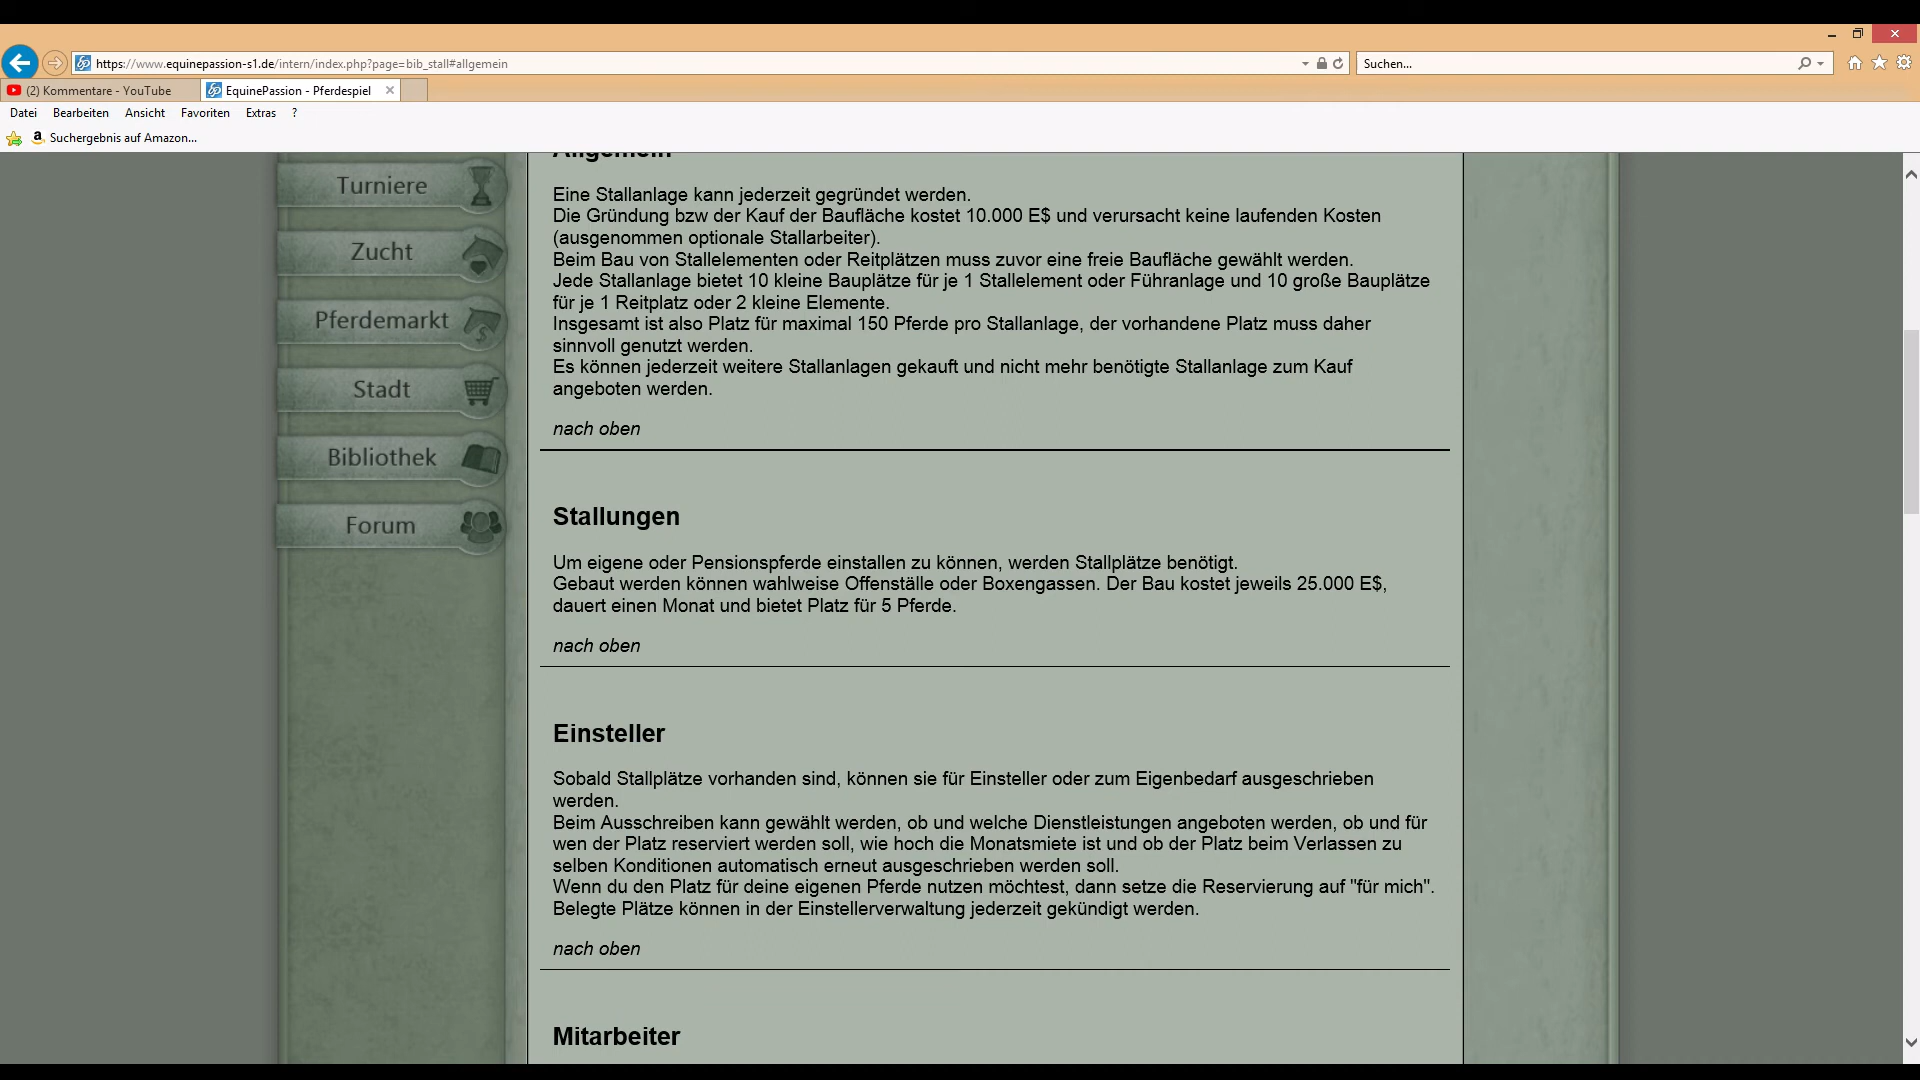 https://www.equinepassion-s1.de/intern/index.php?page=bib_stall#allgemein
Suchen...
(2) Kommentare - YouTube
EquinePassion - Pferdespiel
Datei Bearbeiten Ansicht Favoriten Extras ?
Suchergebnis auf Amazon...
Turniere
Zucht
Pferdemarkt
Stadt
Bibliothek
Forum
Allgemein
Eine Stallanlage kann jederzeit gegründet werden.
Die Gründung bzw der Kauf der Baufläche kostet 10.000 E$ und verursacht keine laufenden Kosten
(ausgenommen optionale Stallarbeiter).
Beim Bau von Stallelementen oder Reitplätzen muss zuvor eine freie Baufläche gewählt werden.
Jede Stallanlage bietet 10 kleine Bauplätze für je 1 Stallelement oder Führanlage und 10 große Bauplätze
für je 1 Reitplatz oder 2 kleine Elemente.
Insgesamt ist also Platz für maximal 150 Pferde pro Stallanlage, der vorhandene Platz muss daher
sinnvoll genutzt werden.
Es können jederzeit weitere Stallanlagen gekauft und nicht mehr benötigte Stallanlage zum Kauf
angeboten werden.
nach oben
Stallungen
Um eigene oder Pensionspferde einstallen zu können, werden Stallplätze benötigt.
Gebaut werden können wahlweise Offenställe oder Boxengassen. Der Bau kostet jeweils 25.000 E$,
dauert einen Monat und bietet Platz für 5 Pferde.
nach oben
Einsteller
Sobald Stallplätze vorhanden sind, können sie für Einsteller oder zum Eigenbedarf ausgeschrieben
werden.
Beim Ausschreiben kann gewählt werden, ob und welche Dienstleistungen angeboten werden, ob und für
wen der Platz reserviert werden soll, wie hoch die Monatsmiete ist und ob der Platz beim Verlassen zu
selben Konditionen automatisch erneut ausgeschrieben werden soll.
Wenn du den Platz für deine eigenen Pferde nutzen möchtest, dann setze die Reservierung auf "für mich".
Belegte Plätze können in der Einstellerverwaltung jederzeit gekündigt werden.
nach oben
Mitarbeiter